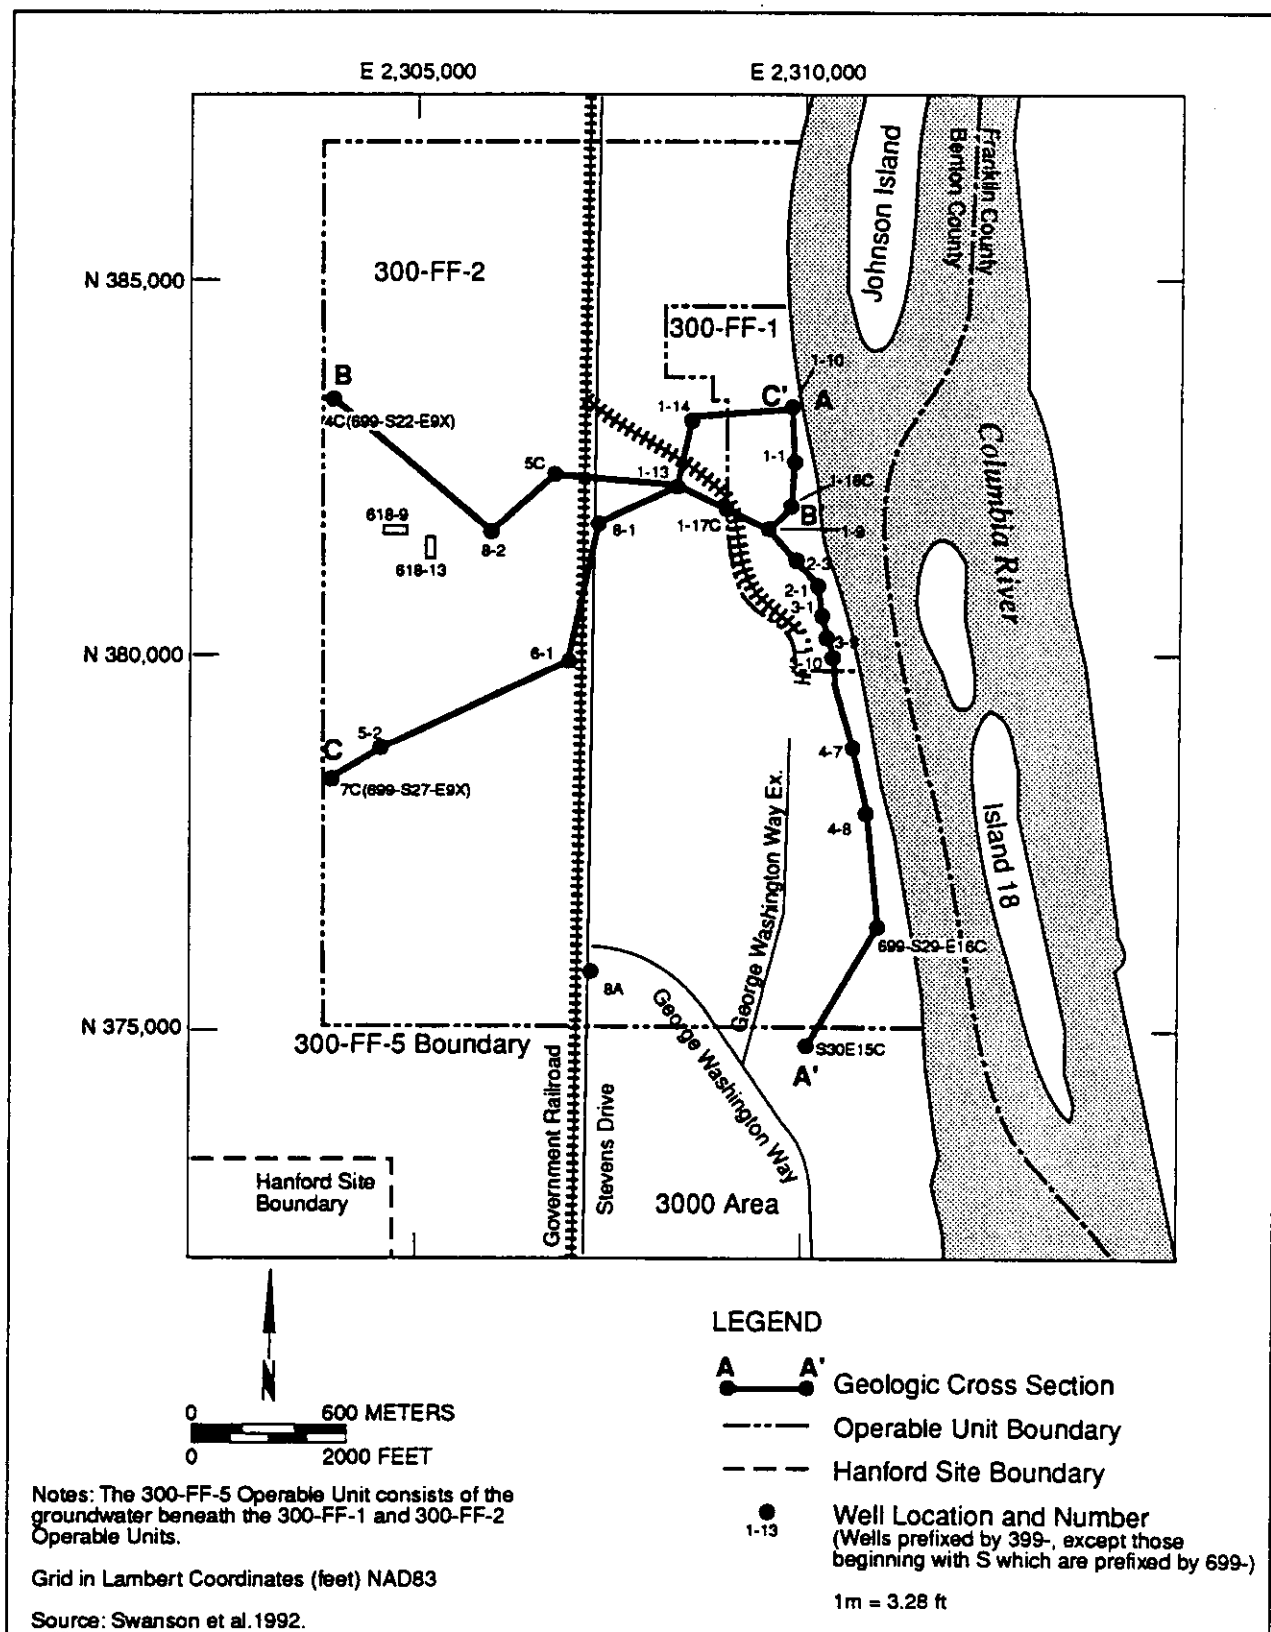 E 2,305,000
E 2,310,000
Johnson Island
Franklin County
Benton County
N 385,000
300-FF-2
300-FF-1
1-10
B
C'
A
4C(699-S22-E9X)
1-14
5C
1-13
1-1
1-16C
Columbia River
618-9
8-2
618-13
8-1
1-17C
B'
1-9
2-3
2-1
3-1
N 380,000
6-1
3-9
3-10
C
5-2
7C(699-S27-E9X)
4-7
George Washington Way Ex.
4-8
Island 18
699-S29-E16C
8A
George Washington Way
N 375,000
300-FF-5 Boundary
S30E15C
A'
Government Railroad
Stevens Drive
Hanford Site
Boundary
3000 Area
N
LEGEND
A A'
Geologic Cross Section
Operable Unit Boundary
Hanford Site Boundary
1-13
Well Location and Number
(Wells prefixed by 399-, except those
beginning with S which are prefixed by 699-)
1m = 3.28 ft
0 600 METERS
0 2000 FEET
Notes: The 300-FF-5 Operable Unit consists of the
groundwater beneath the 300-FF-1 and 300-FF-2
Operable Units.
Grid in Lambert Coordinates (feet) NAD83
Source: Swanson et al.1992.